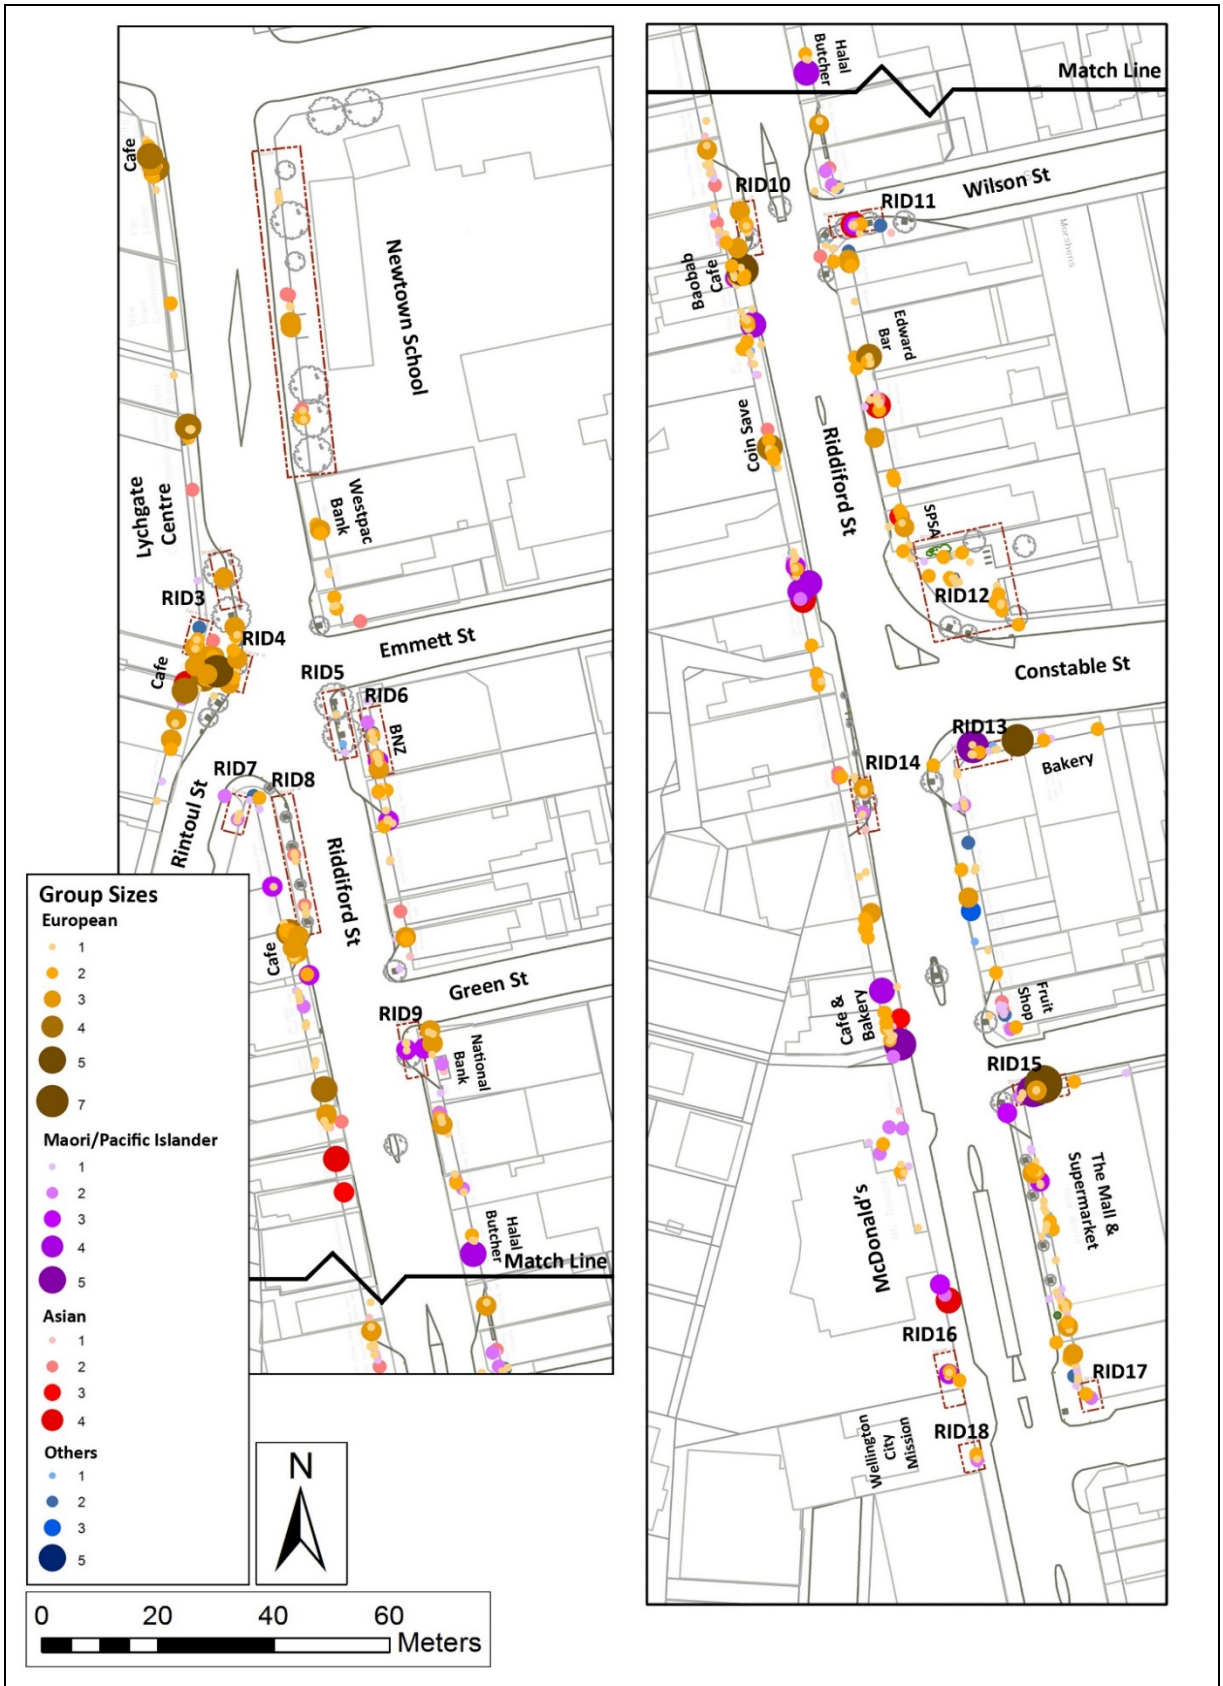 Cafe
Newtown School
Westpac
Bank
Lychgate
Centre
RID3
RID4
Cafe
Emmett St
RID5
RID6
BNZ
RID7
RID8
Rintoul St
Riddiford St
Cafe
Green St
RID9
National
Bank
Halal
Butcher
Match Line
Group Sizes
European
1
2
3
4
5
7
Maori/Pacific Islander
1
2
3
4
5
Asian
1
2
3
4
Others
1
2
3
5
N
0 20 40 60
Meters
Halal
Butcher
Match Line
Wilson St
RID10
RID11
Morshens
Baobab
Cafe
Edward
Bar
Coin Save
Riddiford St
SPSA
RID12
Constable St
RID13
Bakery
RID14
Cafe &
Bakery
Fruit
Shop
RID15
The Mall &
Supermarket
McDonald's
RID16
RID17
Wellington
City
Mission
RID18